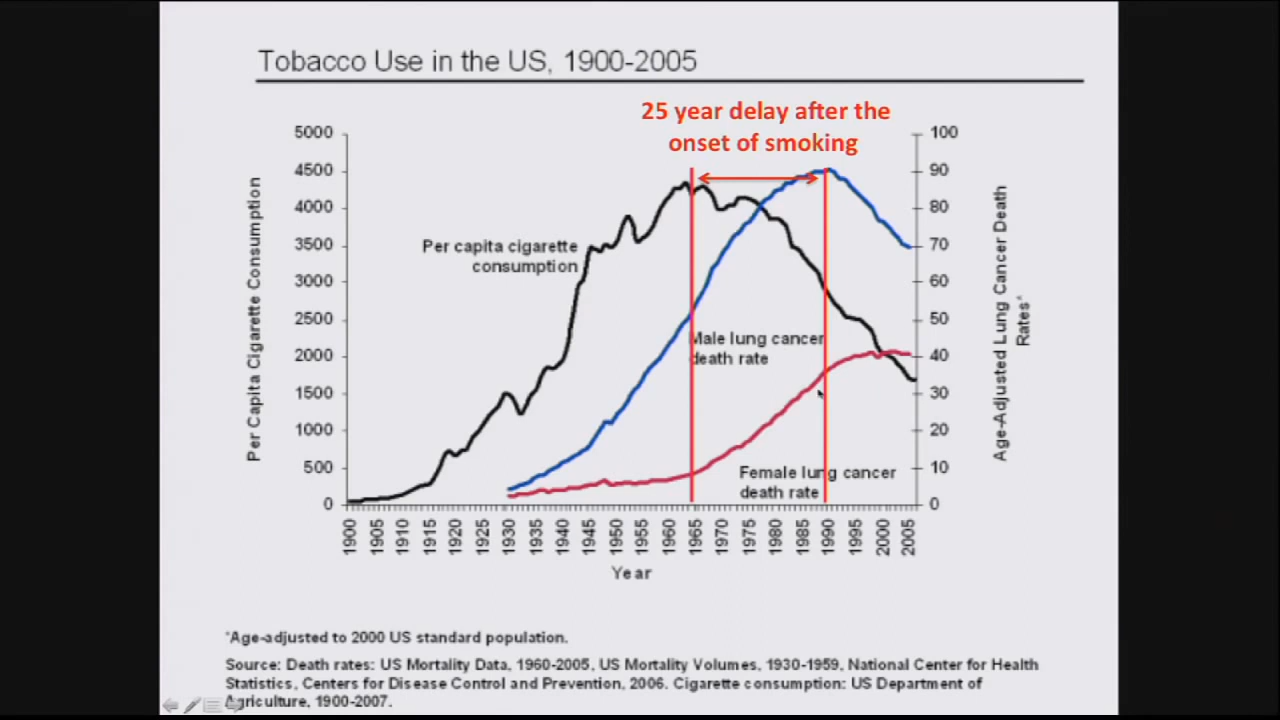 Tobacco Use in the US, 1900-2005
25 year delay after the
onset of smoking
5000
4500
4000
3500
3000
2500
2000
1500
1000
500
0
100
90
80
70
60
50
40
30
20
10
0
Per Capita Cigarette Consumption
Age-Adjusted Lung Cancer Death
Rates*
Per capita cigarette
consumption
Male lung cancer
death rate
Female lung cancer
death rate
1900
1905
1910
1915
1920
1925
1930
1935
1940
1945
1950
1955
1960
1965
1970
1975
1980
1985
1990
1995
2000
2005
Year
*Age-adjusted to 2000 US standard population.
Source: Death rates: US Mortality Data, 1960-2005, US Mortality Volumes, 1930-1959, National Center for Health
Statistics, Centers for Disease Control and Prevention, 2006. Cigarette consumption: US Department of
Agriculture, 1900-2007.